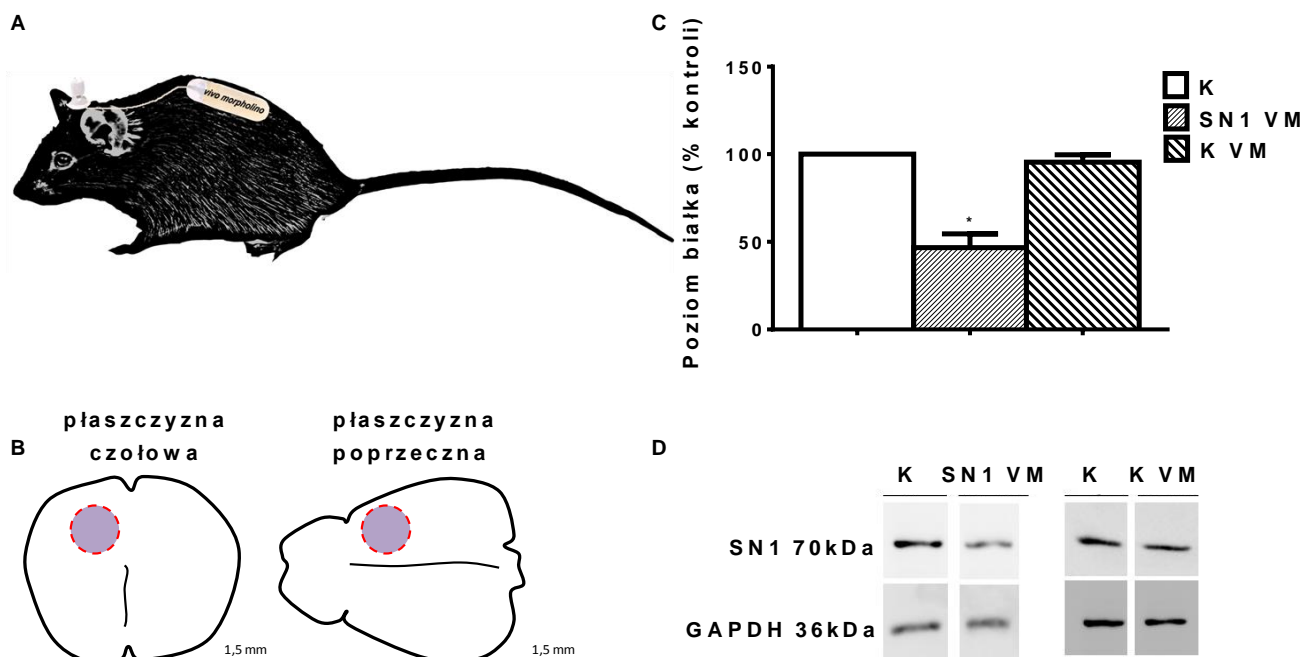 A
vivo morpholino
C
Poziom białka (% kontroli)
150
100
50
0
*
K
SN1 VM
K VM
B
płaszczyzna
czołowa
1,5 mm
płaszczyzna
poprzeczna
1,5 mm
D
K SN1 VM K K VM
SN1 70kDa
GAPDH 36kDa